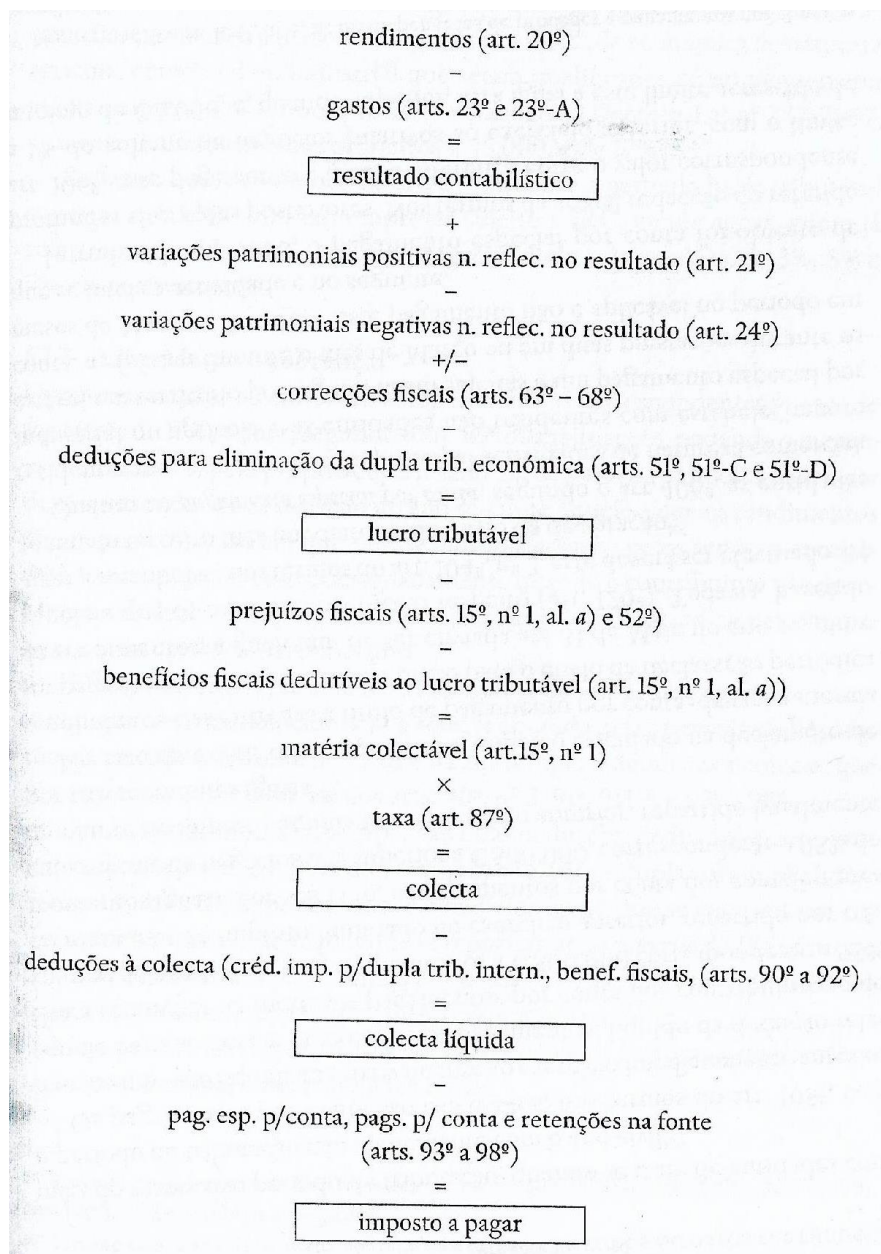 rendimentos (art. 20º)
–
gastos (arts. 23º e 23º-A)
=
resultado contabilístico
+
variações patrimoniais positivas n. reflec. no resultado (art. 21º)
–
variações patrimoniais negativas n. reflec. no resultado (art. 24º)
+/–
correcções fiscais (arts. 63º – 68º)
–
deduções para eliminação da dupla trib. económica (arts. 51º, 51º-C e 51º-D)
=
lucro tributável
–
prejuízos fiscais (arts. 15º, nº 1, al. a) e 52º)
–
benefícios fiscais dedutíveis ao lucro tributável (art. 15º, nº 1, al. a))
=
matéria colectável (art.15º, nº 1)
×
taxa (art. 87º)
=
colecta
–
deduções à colecta (créd. imp. p/dupla trib. intern., benef. fiscais, (arts. 90º a 92º)
=
colecta líquida
–
pag. esp. p/conta, pags. p/ conta e retenções na fonte
(arts. 93º a 98º)
=
imposto a pagar